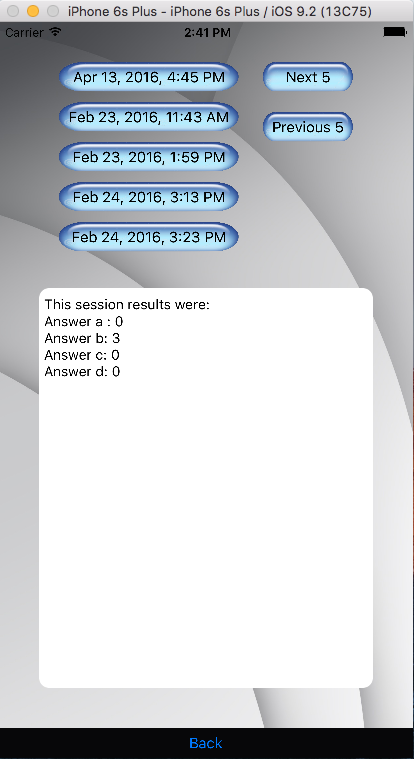 iPhone 6s Plus - iPhone 6s Plus / iOS 9.2 (13C75)
Carrier 2:41 PM
Apr 13, 2016, 4:45 PM Next 5
Feb 23, 2016, 11:43 AM
Previous 5
Feb 23, 2016, 1:59 PM
Feb 24, 2016, 3:13 PM
Feb 24, 2016, 3:23 PM
This session results were:
Answer a : 0
Answer b: 3
Answer c: 0
Answer d: 0
Back